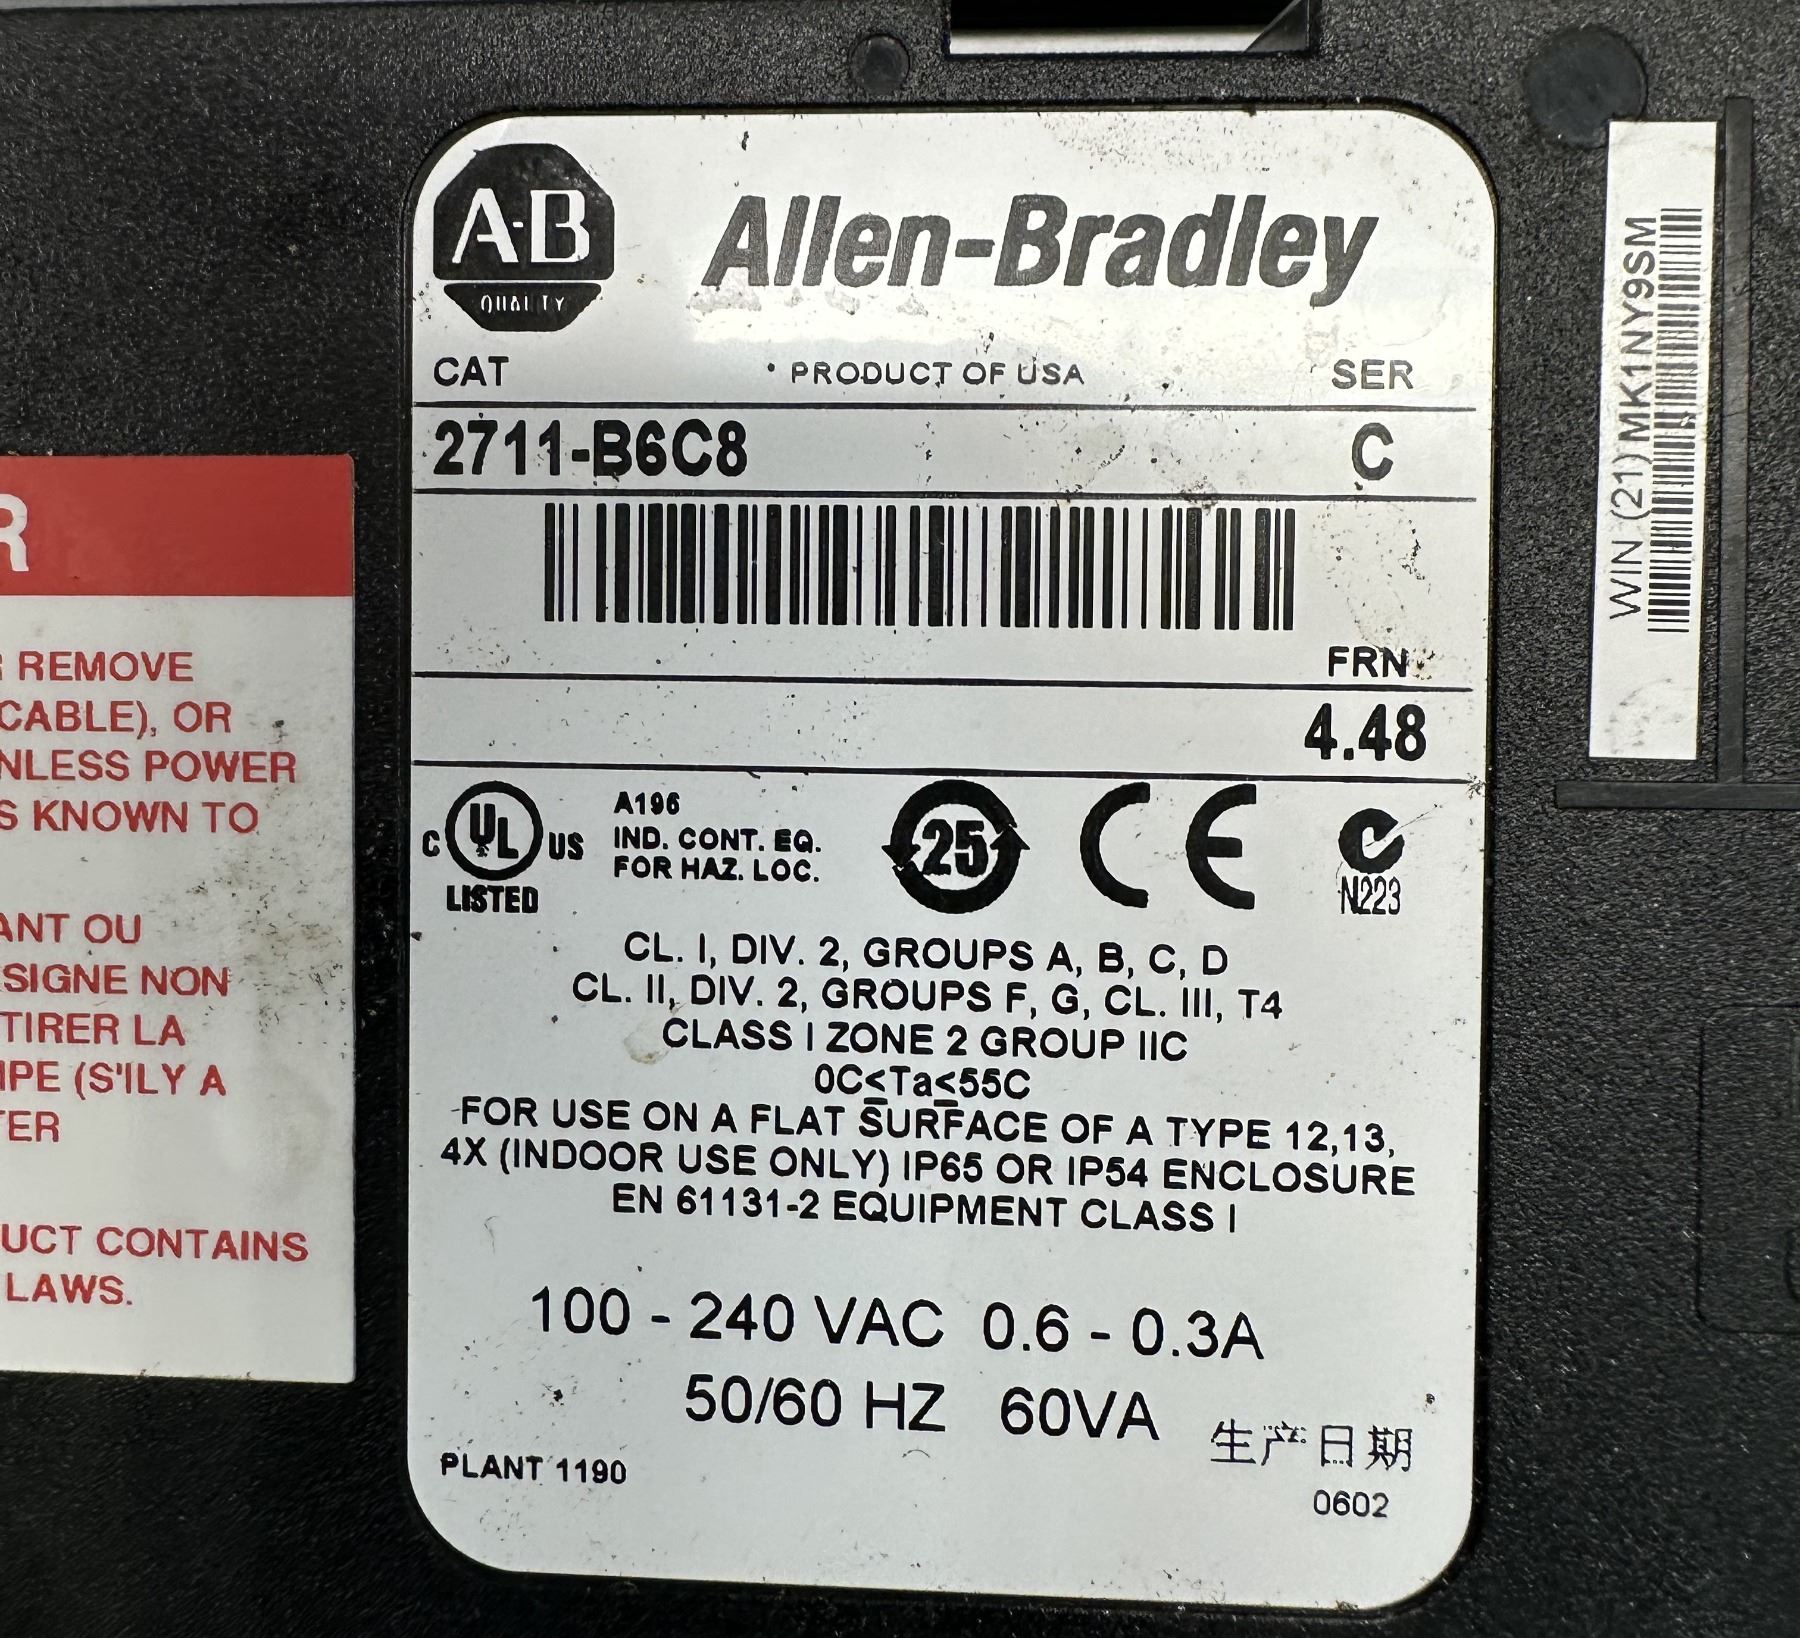 A-B
QUALITY
Allen-Bradley
CAT
PRODUCT OF USA
SER
2711-B6C8
C
FRN
4.48
C UL US
LISTED
A196
IND. CONT. EQ.
FOR HAZ. LOC.
25
CE
N223
CL. I, DIV. 2, GROUPS A, B, C, D
CL. II, DIV. 2, GROUPS F, G, CL. III, T4
CLASS I ZONE 2 GROUP IIC
0C≤Ta≤55C
FOR USE ON A FLAT SURFACE OF A TYPE 12,13,
4X (INDOOR USE ONLY) IP65 OR IP54 ENCLOSURE
EN 61131-2 EQUIPMENT CLASS I
100 - 240 VAC 0.6 - 0.3A
50/60 HZ 60VA
生产日期
PLANT 1190
0602
WIN (21) MK1NY9SM
R
REMOVE
CABLE), OR
NLESS POWER
S KNOWN TO
ANT OU
SIGNE NON
TIRER LA
IPE (S'ILY A
TER
UCT CONTAINS
LAWS.